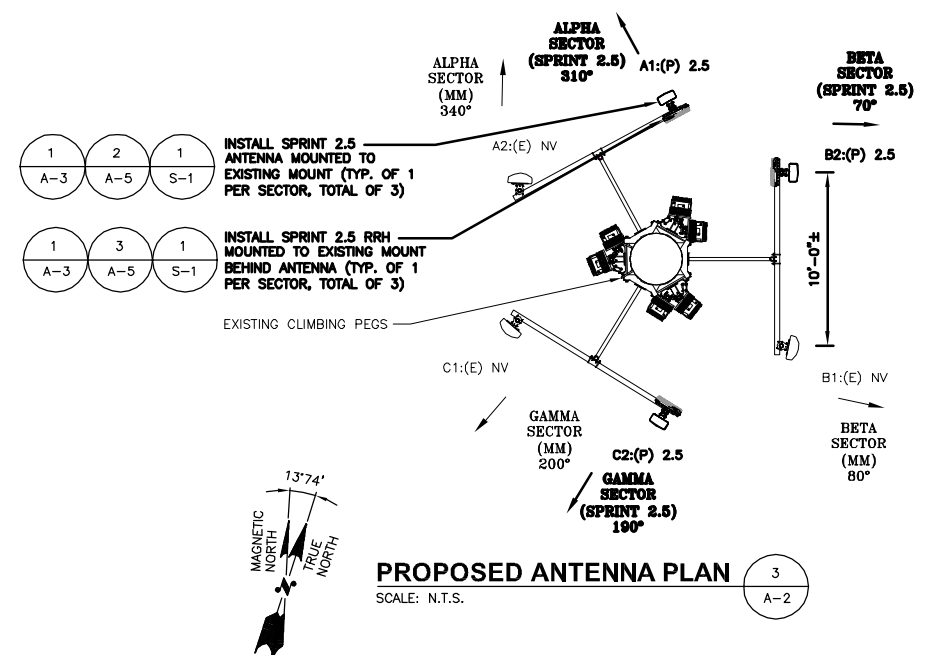 ALPHA
SECTOR
(SPRINT 2.5)
310°
A1:(P) 2.5
ALPHA
SECTOR
(MM)
340°
BETA
SECTOR
(SPRINT 2.5)
70°
B2:(P) 2.5
A2:(E) NV
1
A-3
2
A-5
1
S-1
INSTALL SPRINT 2.5
ANTENNA MOUNTED TO
EXISTING MOUNT (TYP. OF 1
PER SECTOR, TOTAL OF 3)
1
A-3
3
A-5
1
S-1
INSTALL SPRINT 2.5 RRH
MOUNTED TO EXISTING MOUNT
BEHIND ANTENNA (TYP. OF 1
PER SECTOR, TOTAL OF 3)
10'-0"±
EXISTING CLIMBING PEGS
C1:(E) NV
B1:(E) NV
BETA
SECTOR
(MM)
80°
GAMMA
SECTOR
(MM)
200°
C2:(P) 2.5
GAMMA
SECTOR
(SPRINT 2.5)
190°
13°74'
MAGNETIC
NORTH
TRUE
NORTH
N
PROPOSED ANTENNA PLAN
SCALE: N.T.S.
3
A-2